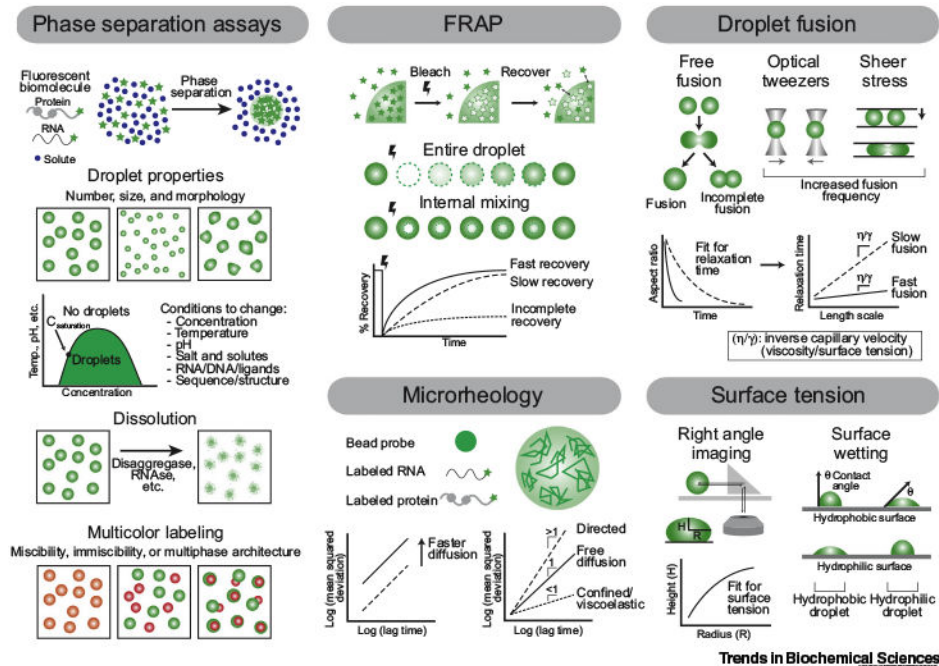 Phase separation assays
Fluorescent
biomolecule
Protein
RNA
Solute
Phase
separation
Droplet properties
Number, size, and morphology
Temp., pH, etc.
No droplets
Csaturation
Droplets
Concentration
Conditions to change:
- Concentration
- Temperature
- pH
- Salt and solutes
- RNA/DNA/ligands
- Sequence/structure
Dissolution
Disaggregase,
RNAse,
etc.
Multicolor labeling
Miscibility, immiscibility, or multiphase architecture
FRAP
Bleach
Recover
Entire droplet
Internal mixing
% Recovery
Fast recovery
Slow recovery
Incomplete
recovery
Time
Microrheology
Bead probe
Labeled RNA
Labeled protein
Log (mean squared
deviation)
Faster
diffusion
Log (lag time)
Log (mean squared
deviation)
>1
Directed
1
Free
diffusion
<1
Confined/
viscoelastic
Log (lag time)
Droplet fusion
Free
fusion
Optical
tweezers
Sheer
stress
Fusion
Incomplete
fusion
Increased fusion
frequency
Aspect ratio
Fit for
relaxation
time
Time
Relaxation time
η/γ
Slow
fusion
η/γ
Fast
fusion
Length scale
(η/γ): inverse capillary velocity
(viscosity/surface tension)
Surface tension
Right angle
imaging
H
R
Height (H)
Fit for
surface
tension
Radius (R)
Surface
wetting
θ Contact
angle
θ
Hydrophobic surface
Hydrophilic surface
Hydrophobic
droplet
Hydrophilic
droplet
Trends in Biochemical Sciences